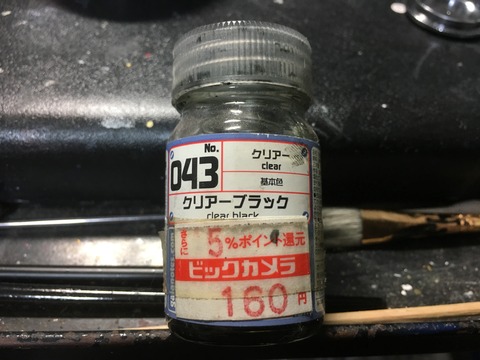 No.
043
クリアー
clear
基本色
クリアーブラック
clear black
5%ポイント還元
ビックカメラ
160円